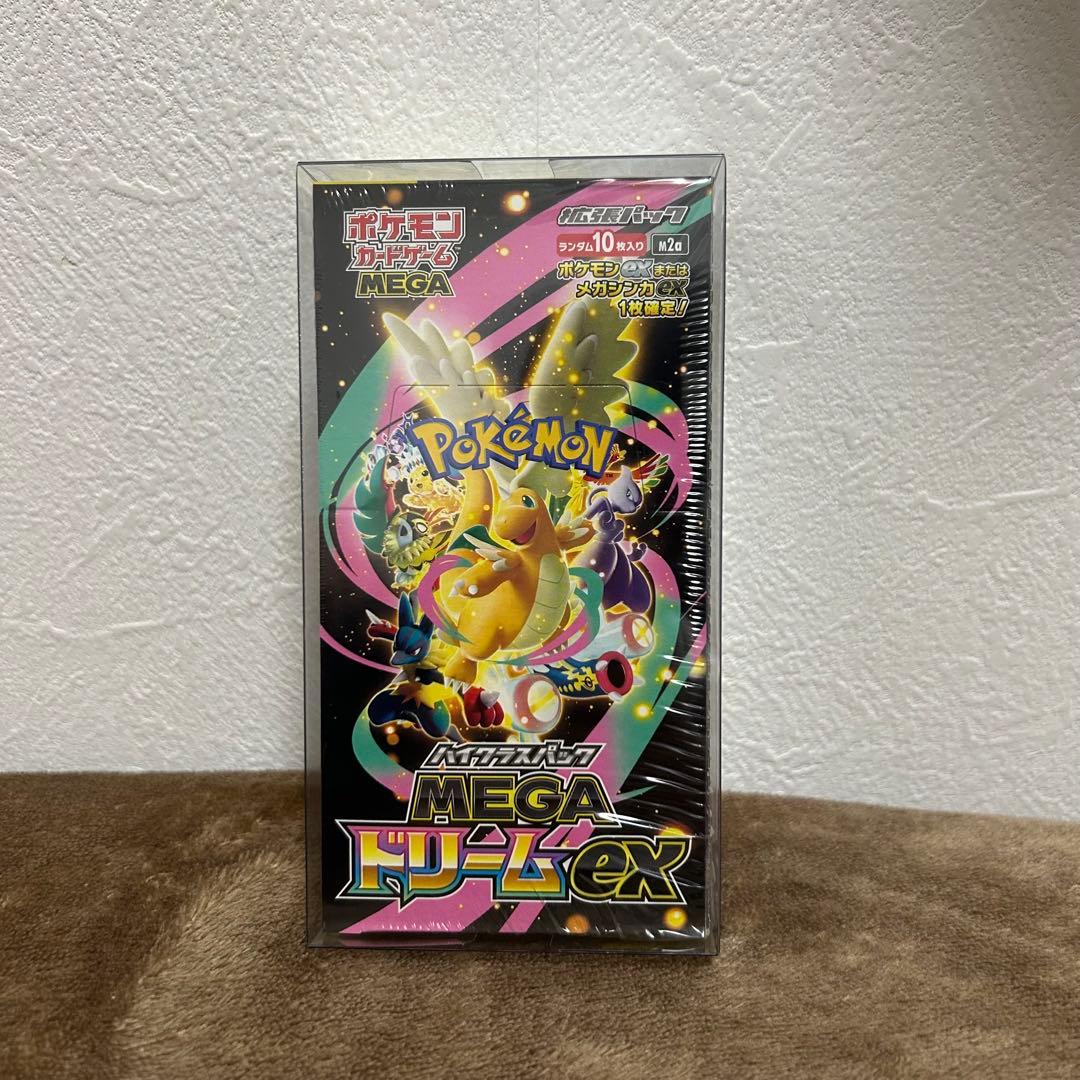 ポケモン
カードゲーム
MEGA
拡張パック
ランダム10枚入り M2a
ポケモンexまたは
メガシンカex
1枚確定!
POKéMON
TM
ハイクラスパック
MEGA
ドリームex